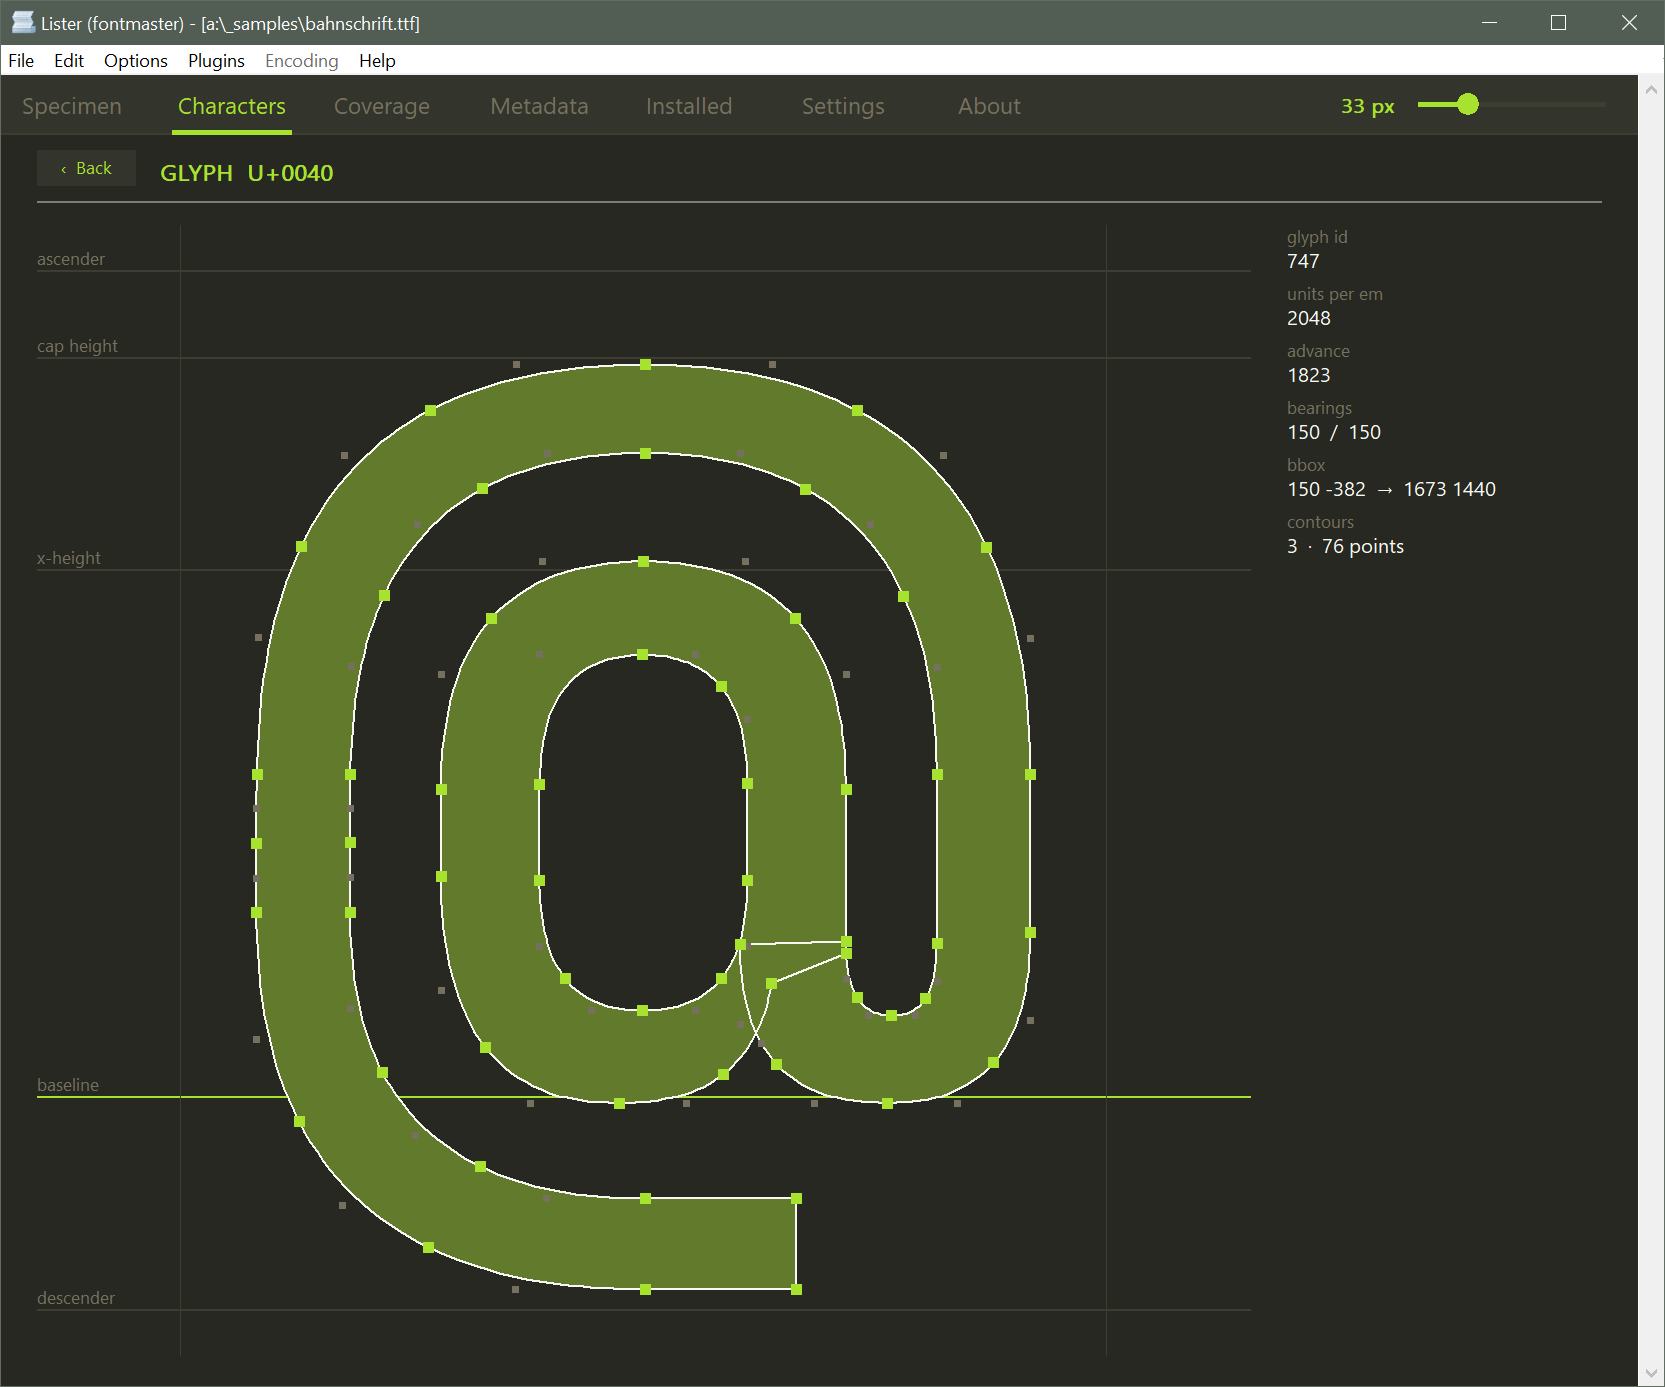 Lister (fontmaster) - [a:\_samples\bahnschrift.ttf]
File Edit Options Plugins Encoding Help
Specimen Characters Coverage Metadata Installed Settings About 33 px
‹ Back GLYPH U+0040
ascender
cap height
x-height
baseline
descender
glyph id
747
units per em
2048
advance
1823
bearings
150 / 150
bbox
150 -382 → 1673 1440
contours
3 · 76 points